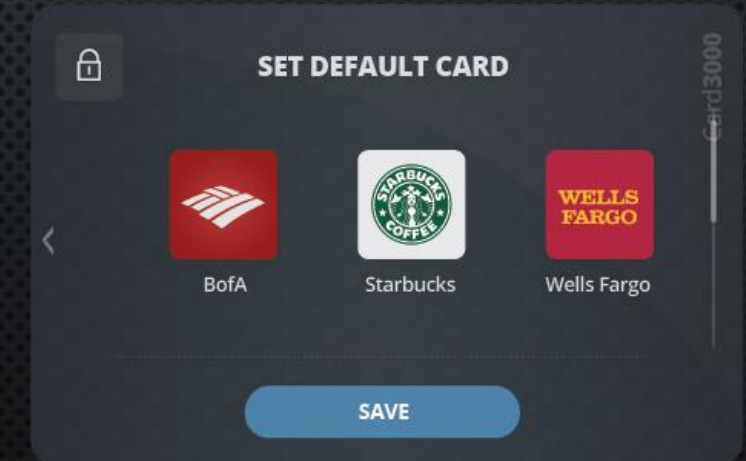 SET DEFAULT CARD
Card3000
STARBUCKS
COFFEE
WELLS
FARGO
BofA
Starbucks
Wells Fargo
SAVE